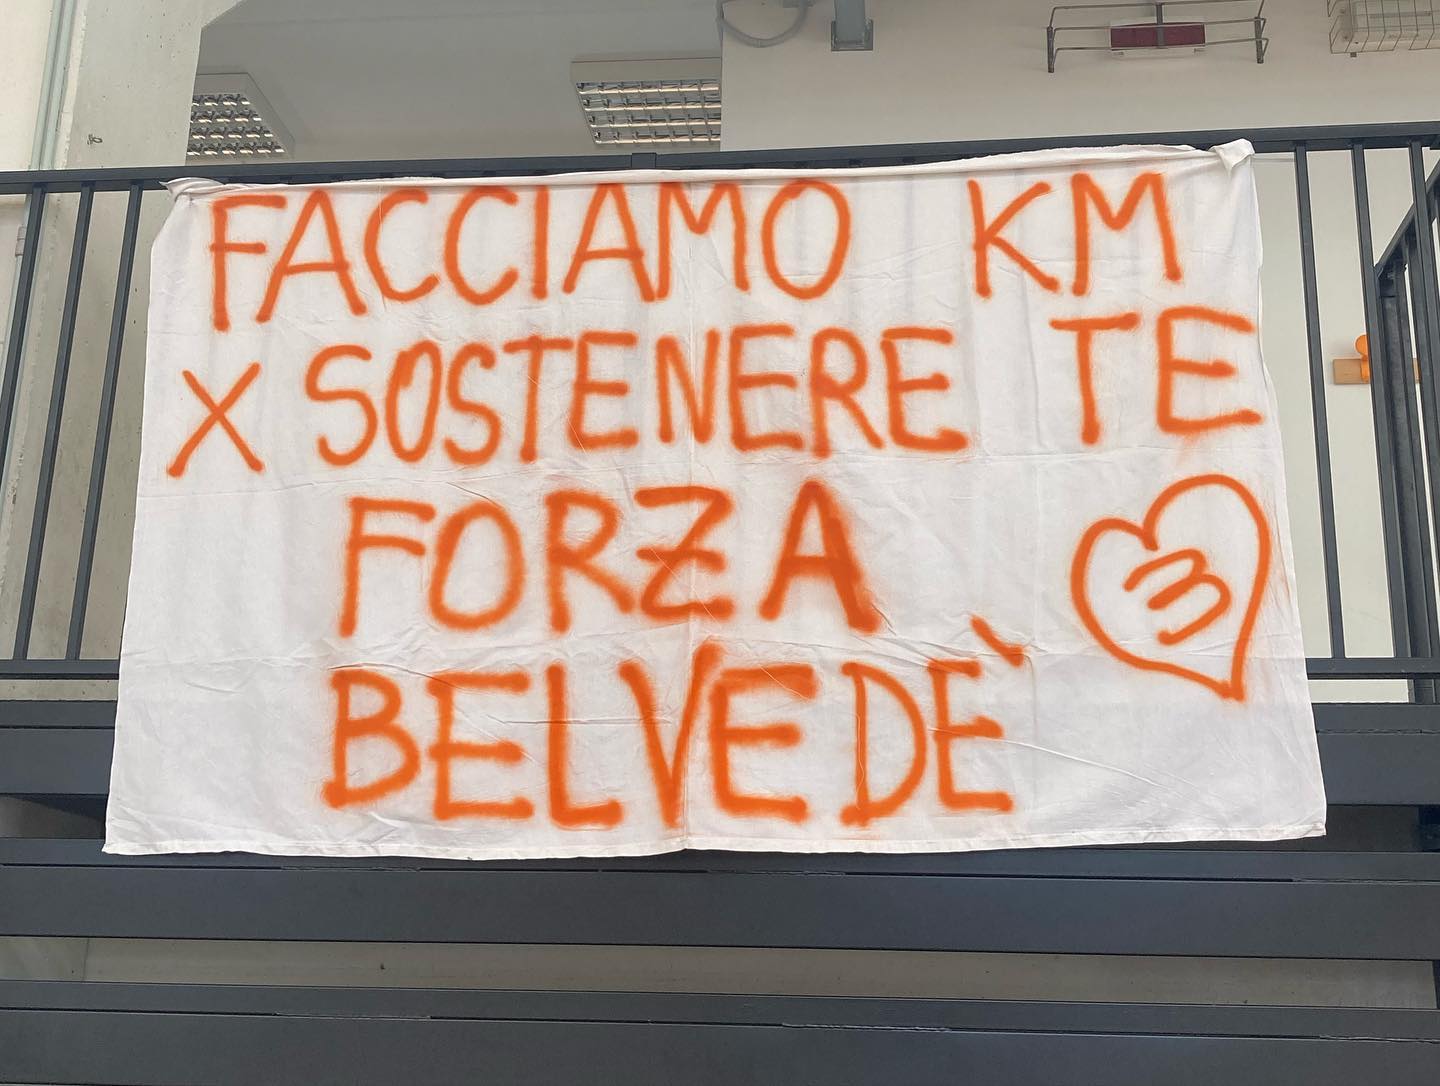 FACCIAMO KM
X SOSTENERE TE
FORZA
BELVEDÈ